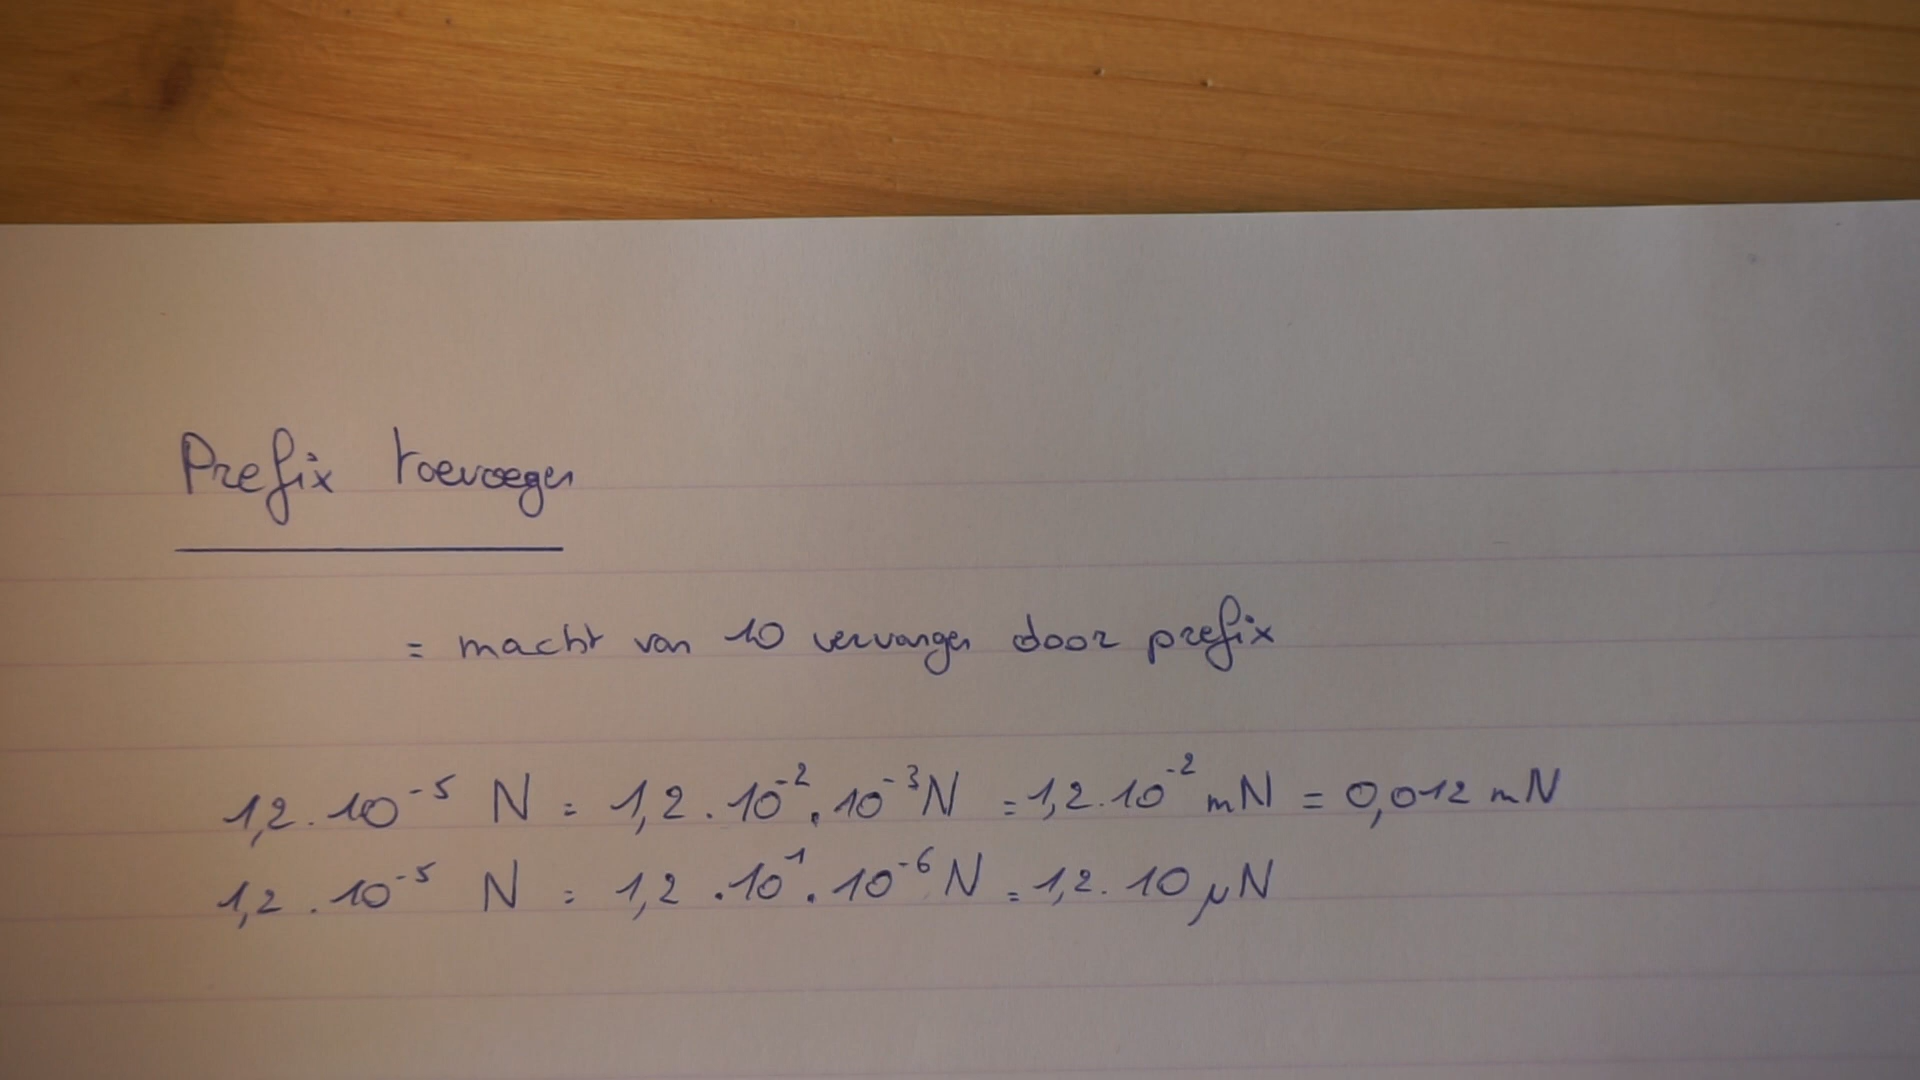 Prefix toevoegen
= macht van 10 vervangen door prefix
1,2 . 10⁻⁵ N = 1,2 . 10⁻² . 10⁻³ N = 1,2 . 10⁻² mN = 0,012 mN
1,2 . 10⁻⁵ N = 1,2 . 10¹ . 10⁻⁶ N = 1,2 . 10 μN